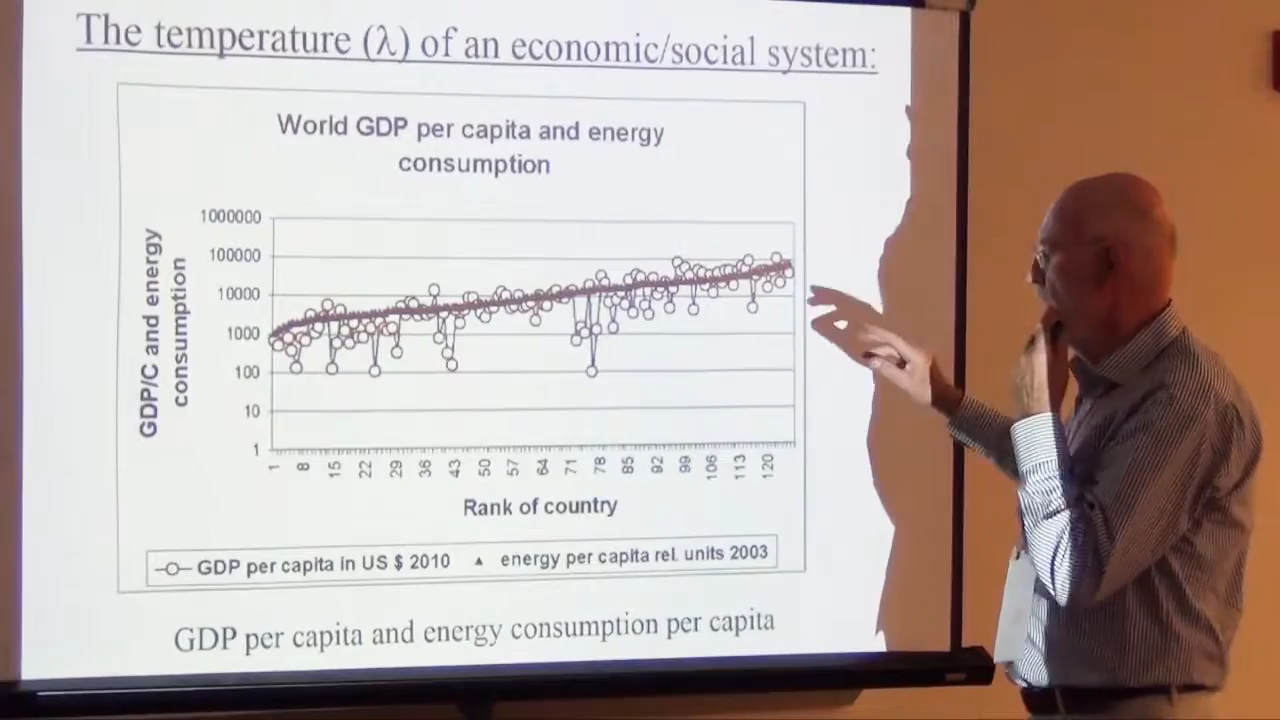 The temperature (λ) of an economic/social system:
World GDP per capita and energy
consumption
GDP/C and energy
consumption
1000000
100000
10000
1000
100
10
1
1 8 15 22 29 36 43 50 57 64 71 78 85 92 99 106 113 120
Rank of country
GDP per capita in US $ 2010 energy per capita rel. units 2003
GDP per capita and energy consumption per capita